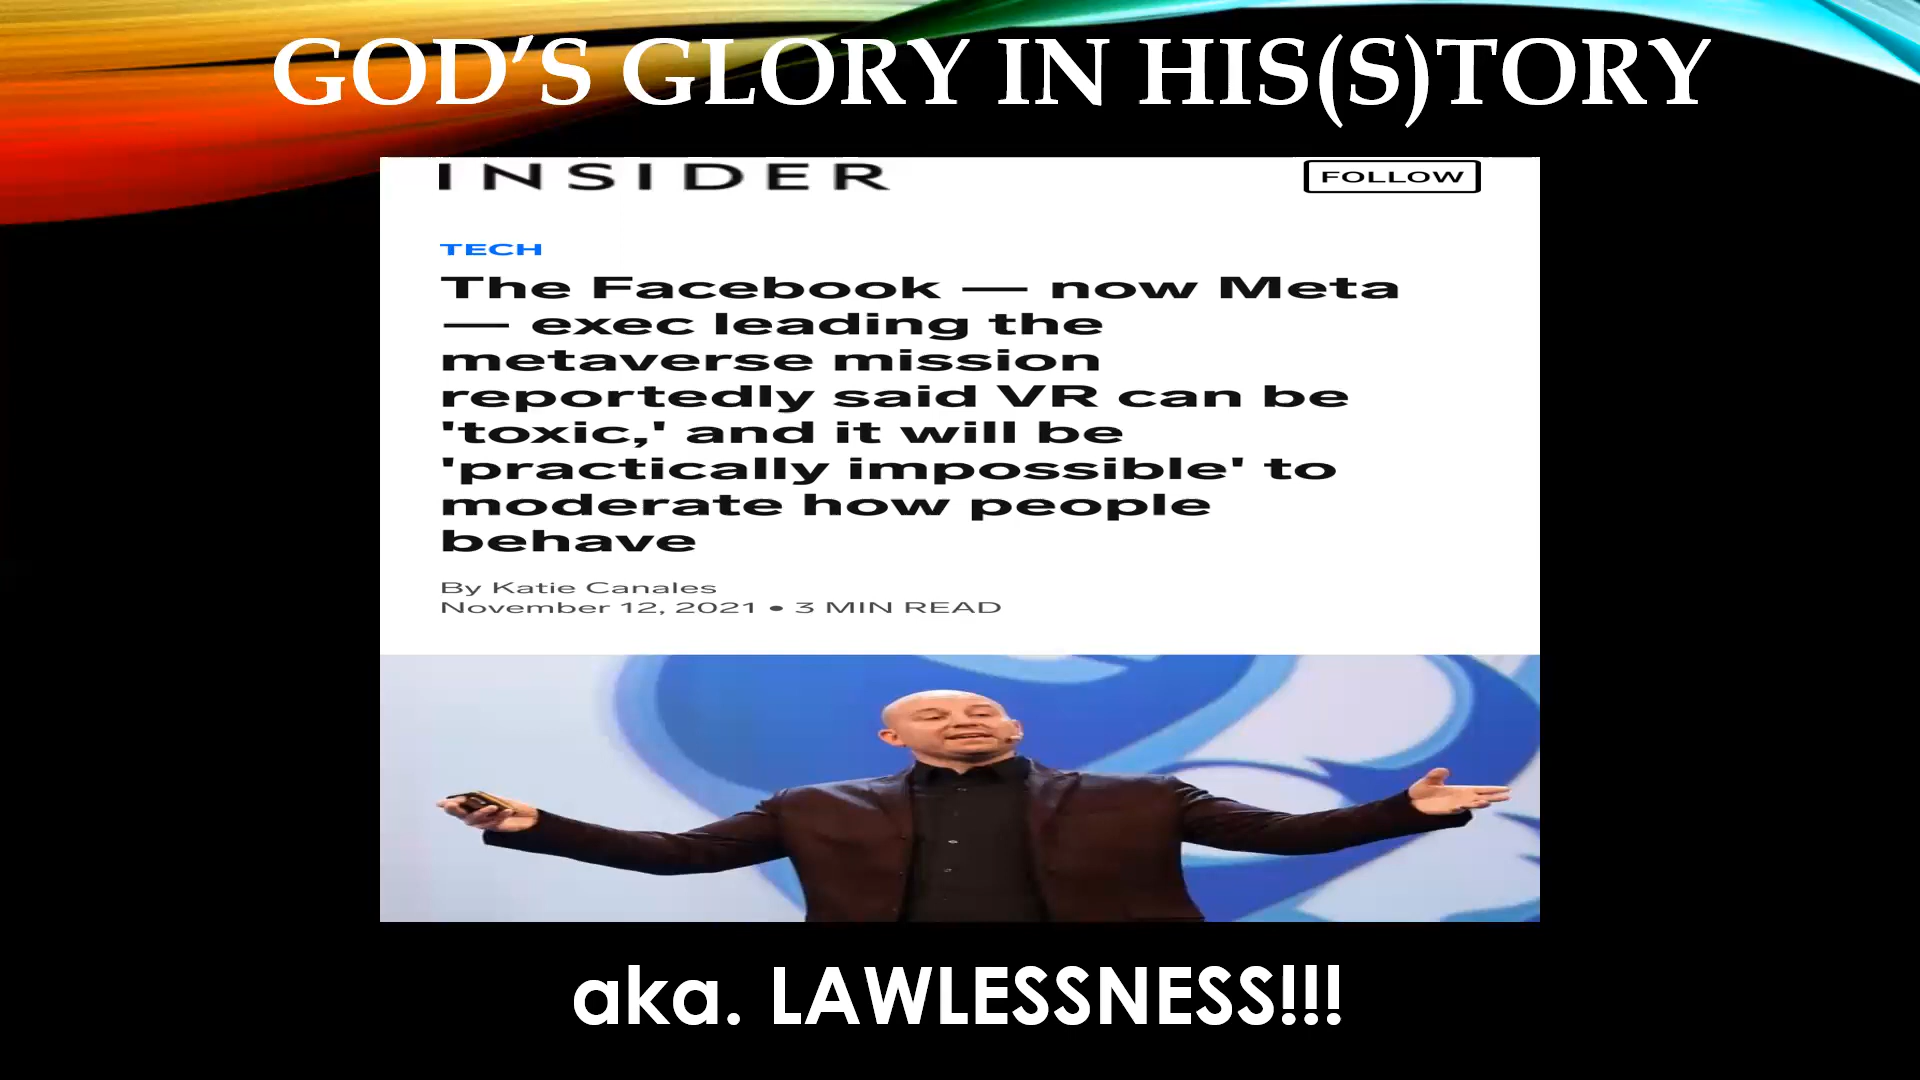 GOD’S GLORY IN HIS(S)TORY
INSIDER
FOLLOW
TECH
The Facebook — now Meta
— exec leading the
metaverse mission
reportedly said VR can be
'toxic,' and it will be
'practically impossible' to
moderate how people
behave
By Katie Canales
November 12, 2021 • 3 MIN READ
aka. LAWLESSNESS!!!